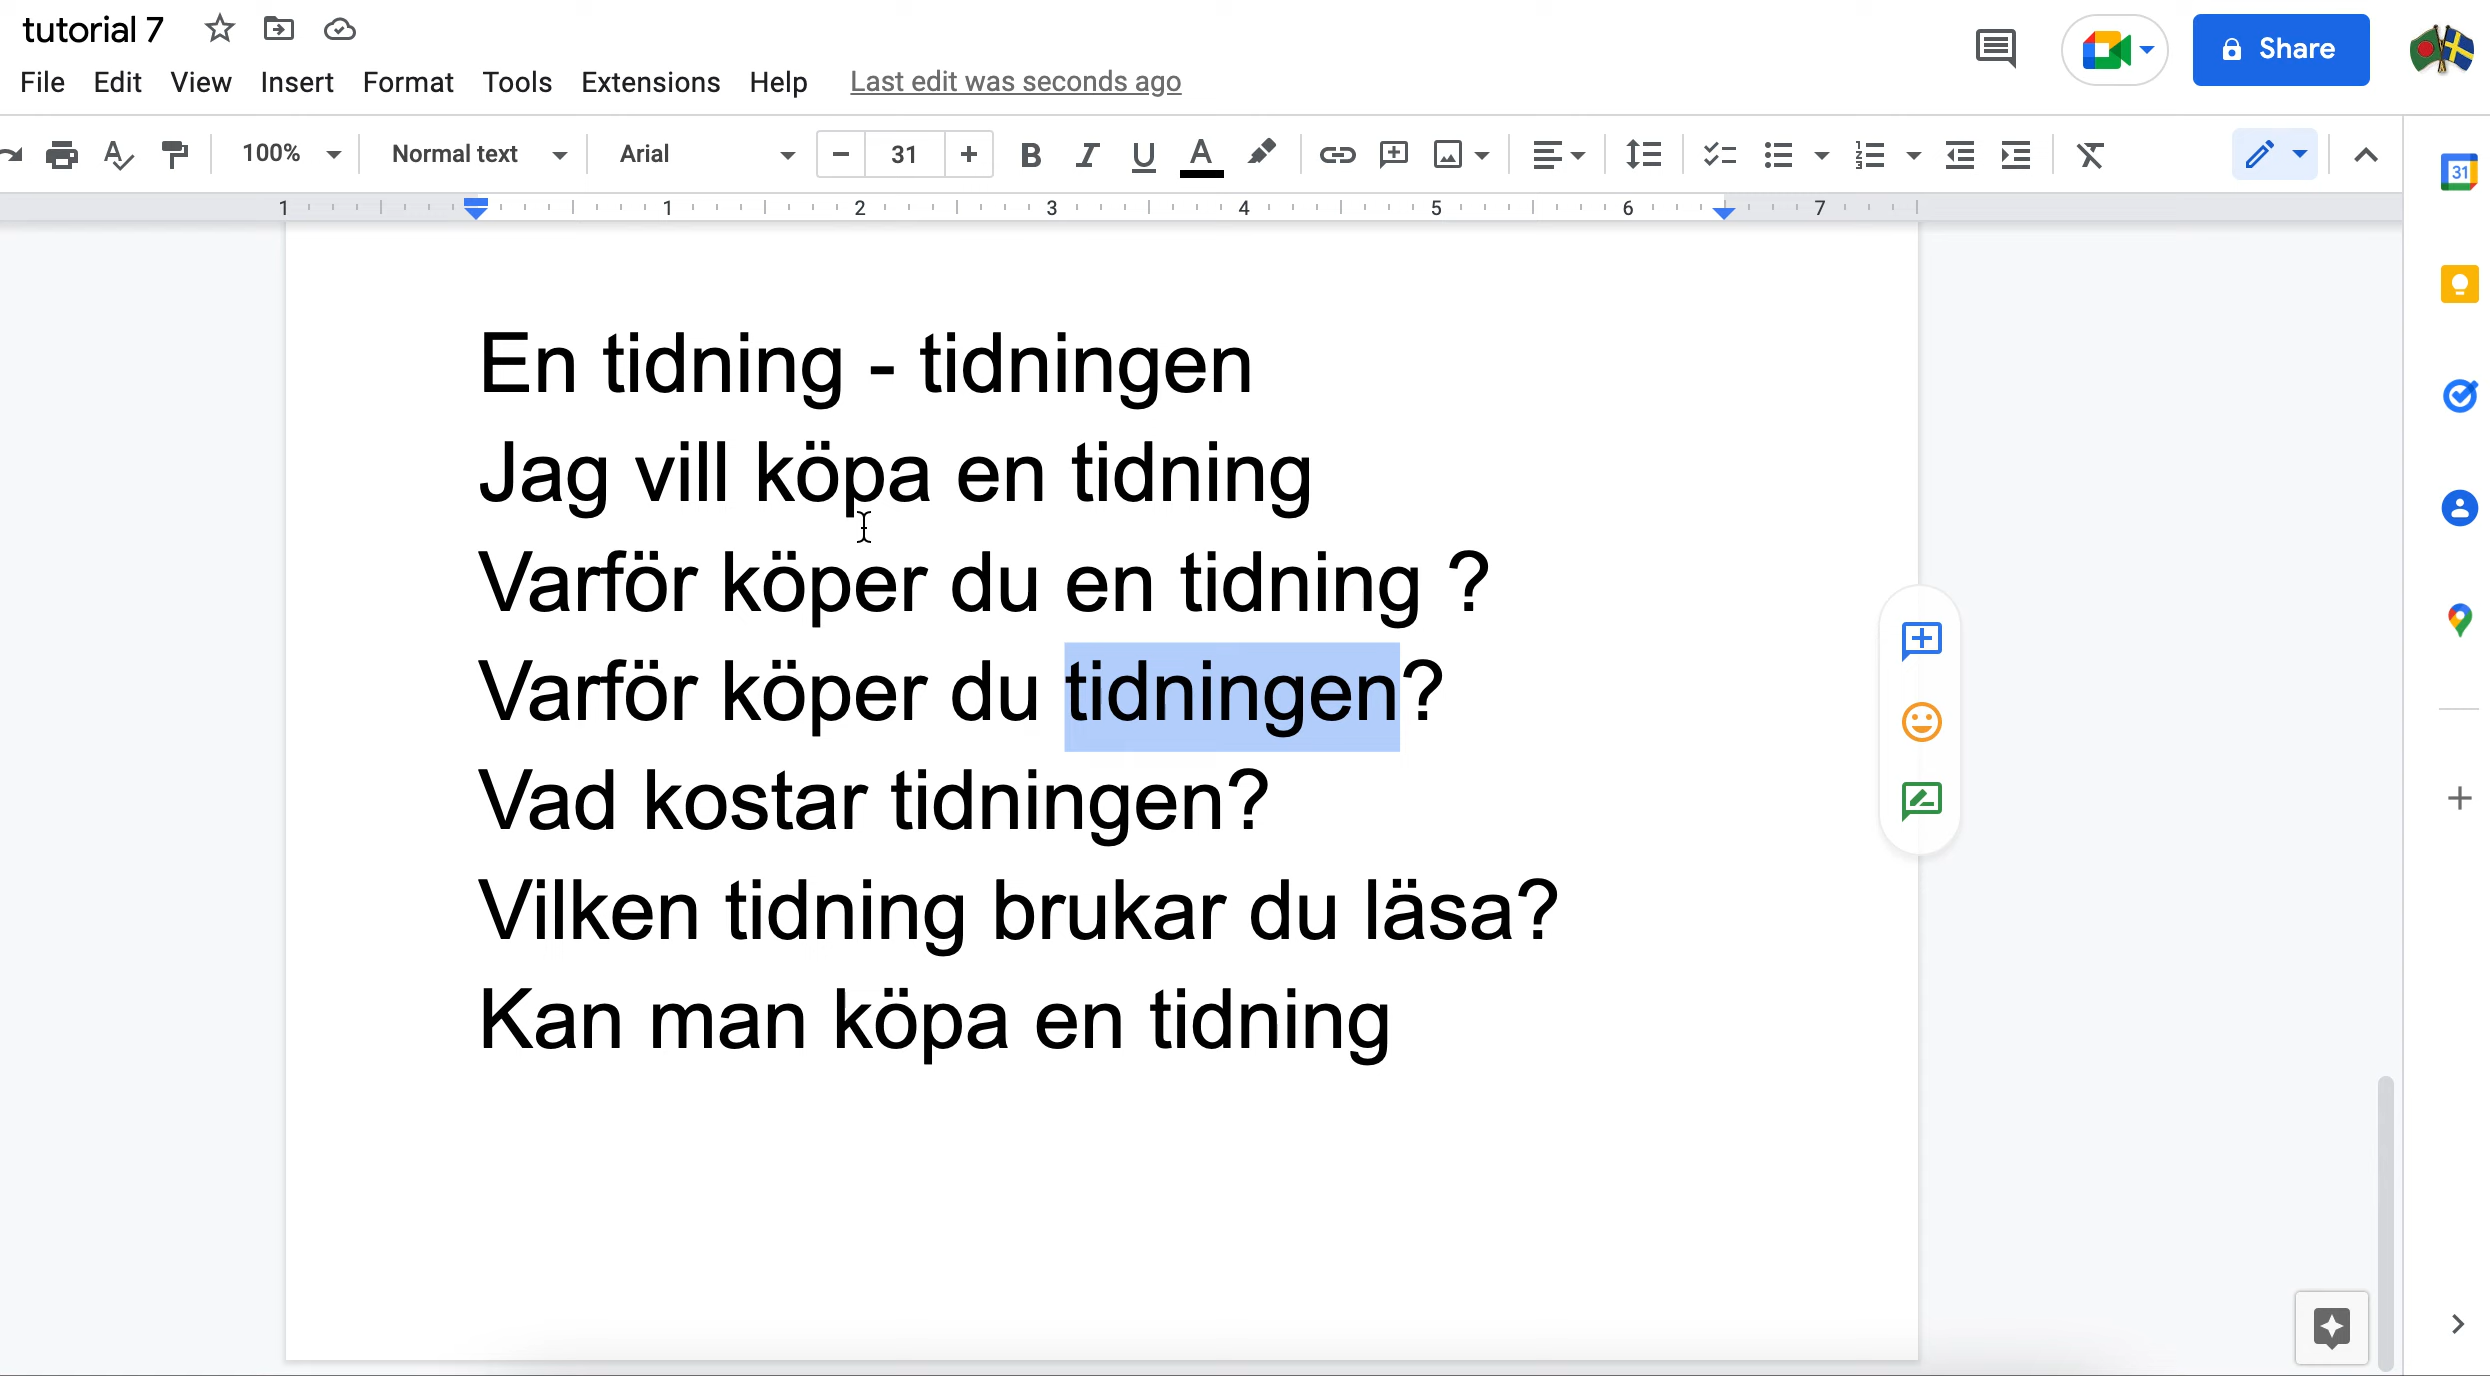 tutorial 7
File Edit View Insert Format Tools Extensions Help Last edit was seconds ago
Share
100% Normal text Arial 31
1 1 2 3 4 5 6 7
31
En tidning - tidningen
Jag vill köpa en tidning
Varför köper du en tidning ?
Varför köper du tidningen?
Vad kostar tidningen?
Vilken tidning brukar du läsa?
Kan man köpa en tidning